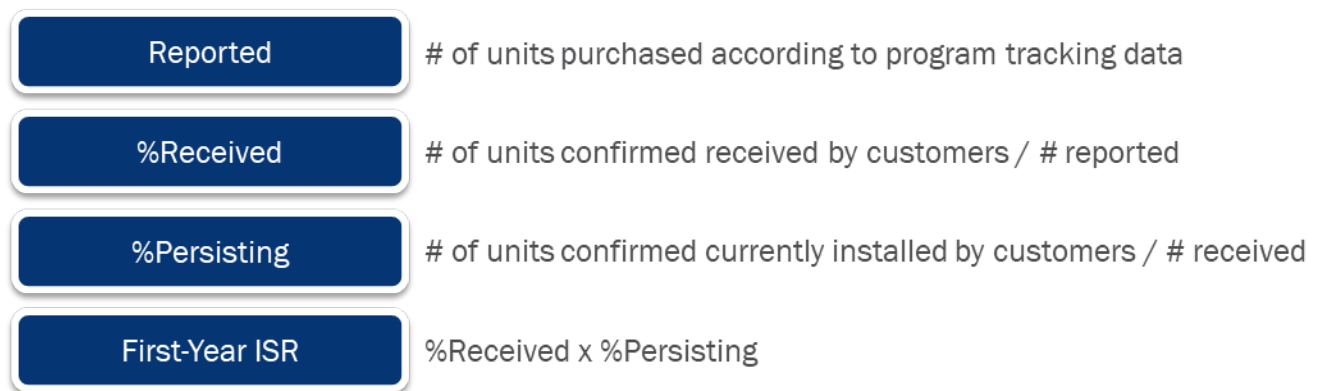 Reported # of units purchased according to program tracking data
%Received # of units confirmed received by customers / # reported
%Persisting # of units confirmed currently installed by customers / # received
First-Year ISR %Received x %Persisting